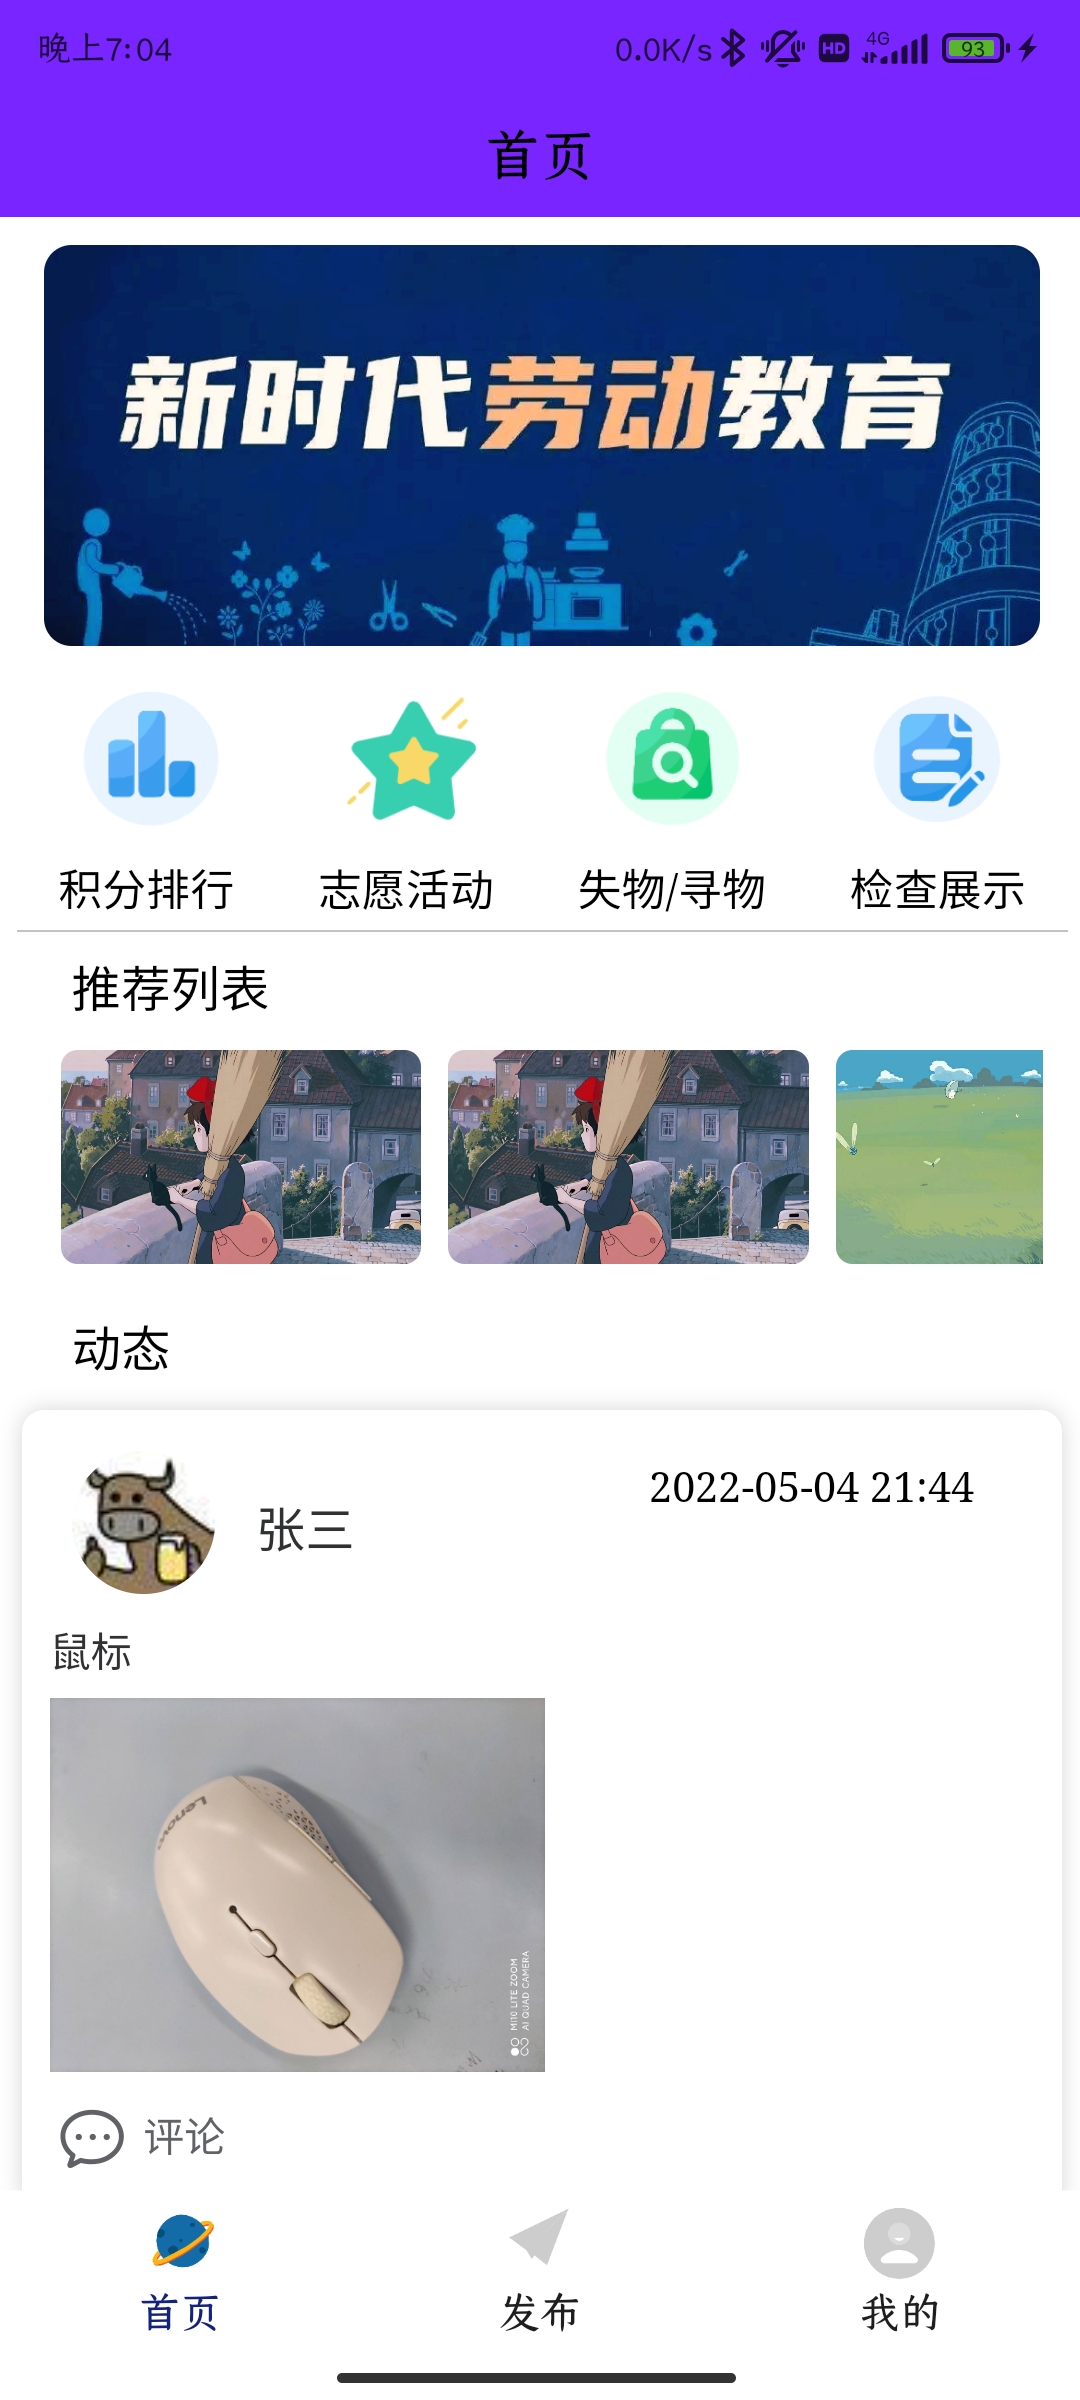 晚上7:04
0.0K/s
HD
4G
93
首页
新时代劳动教育
积分排行
志愿活动
失物/寻物
检查展示
推荐列表
动态
2022-05-04 21:44
张三
鼠标
Lenovo
MI10 LITE ZOOM
AI QUAD CAMERA
评论
首页
发布
我的